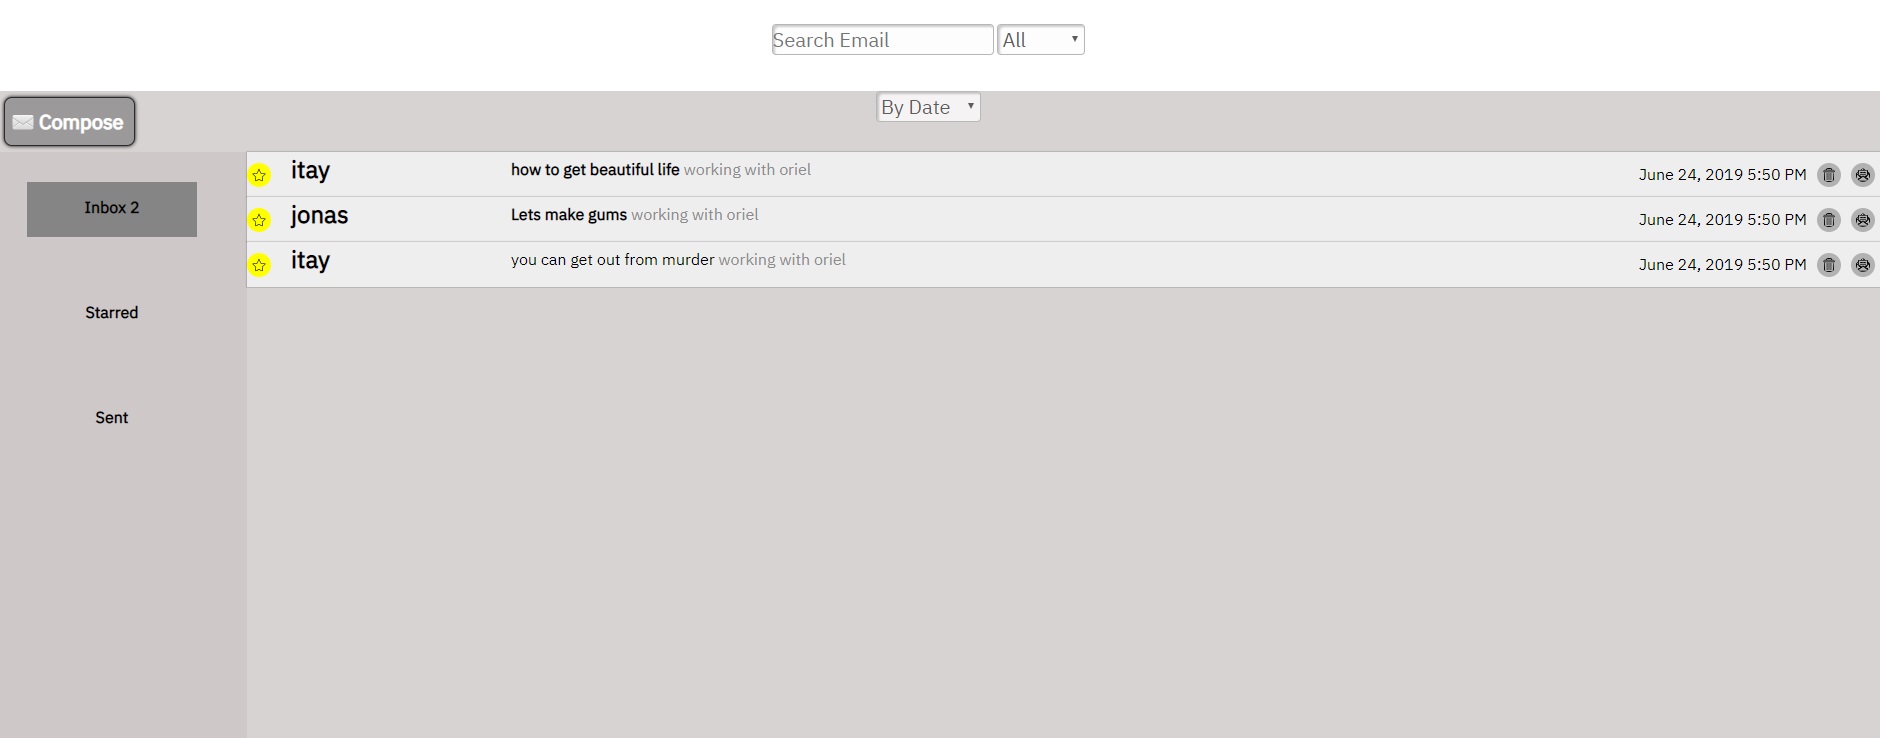 Search Email All
By Date
Compose
Inbox 2
Starred
Sent
itay how to get beautiful life working with oriel June 24, 2019 5:50 PM
jonas Lets make gums working with oriel June 24, 2019 5:50 PM
itay you can get out from murder working with oriel June 24, 2019 5:50 PM